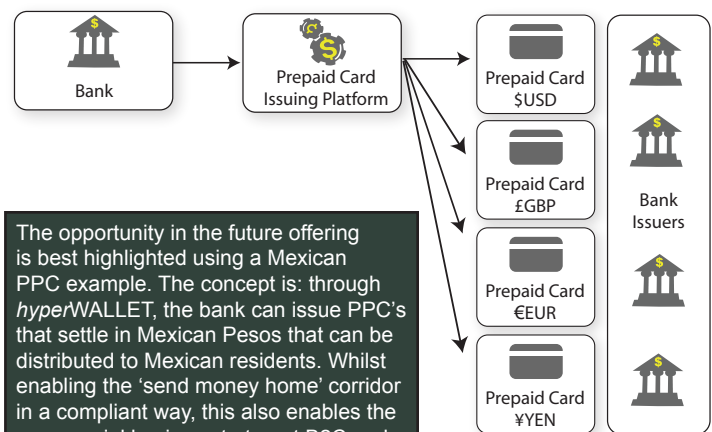 $
Bank
$
Prepaid Card
Issuing Platform
Prepaid Card
$USD
Prepaid Card
£GBP
Prepaid Card
€EUR
Prepaid Card
¥YEN
$
$
Bank
Issuers
$
$
The opportunity in the future offering
is best highlighted using a Mexican
PPC example. The concept is: through
hyperWALLET, the bank can issue PPC's
that settle in Mexican Pesos that can be
distributed to Mexican residents. Whilst
enabling the 'send money home' corridor
in a compliant way, this also enables the